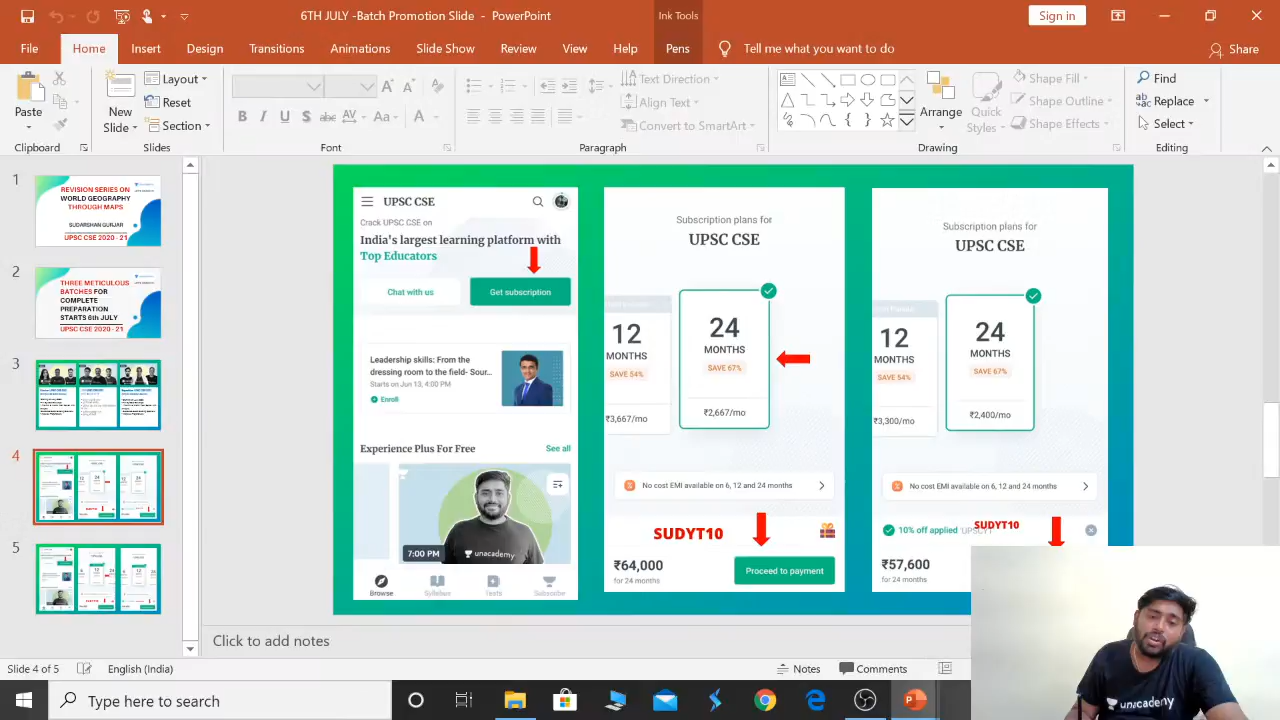 6TH JULY -Batch Promotion Slide - PowerPoint
Ink Tools
Sign in
File
Home
Insert
Design
Transitions
Animations
Slide Show
Review
View
Help
Pens
Tell me what you want to do
Share
Paste
New
Slide
Layout
Reset
Section
B I U S abc AV Aa A
Text Direction
Align Text
Convert to SmartArt
Arrange
Quick
Styles
Shape Fill
Shape Outline
Shape Effects
Find
Replace
Select
Clipboard
Slides
Font
Paragraph
Drawing
Editing
1
REVISION SERIES ON
WORLD GEOGRAPHY
THROUGH MAPS
SUDARSHAN GURJAR
UPSC CSE 2020 - 21
2
THREE METICULOUS
BATCHES FOR
COMPLETE
PREPARATION
STARTS 6th JULY
UPSC CSE 2020 - 21
3
4
5
UPSC CSE
Crack UPSC CSE on
India's largest learning platform with
Top Educators
Chat with us
Get subscription
Leadership skills: From the
dressing room to the field- Sour...
Starts on Jun 13, 4:00 PM
Enroll
Experience Plus For Free
See all
7:00 PM
unacademy
Browse
Syllabus
Tests
Subscribe
Subscription plans for
UPSC CSE
12
MONTHS
SAVE 54%
₹3,667/mo
24
MONTHS
SAVE 67%
₹2,667/mo
No cost EMI available on 6, 12 and 24 months
SUDYT10
₹64,000
for 24 months
Proceed to payment
Subscription plans for
UPSC CSE
12
MONTHS
SAVE 54%
₹3,300/mo
24
MONTHS
SAVE 67%
₹2,400/mo
No cost EMI available on 6, 12 and 24 months
10% off applied
SUDYT10
₹57,600
for 24 months
unacademy
Click to add notes
Slide 4 of 5
English (India)
Notes
Comments
Type here to search